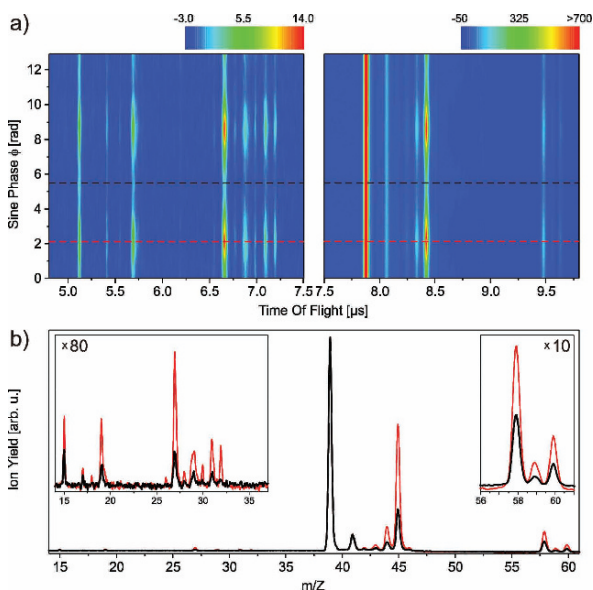 a)
-3.0 5.5 14.0
-50 325 >700
Sine Phase ϕ [rad]
12
10
8
6
4
2
0
5.0 5.5 6.0 6.5 7.0 7.5
7.5 8.0 8.5 9.0 9.5
Time Of Flight [µs]
b)
Ion Yield [arb. u.]
×80
15 20 25 30 35
×10
56 58 60
15 20 25 30 35 40 45 50 55 60
m/Z